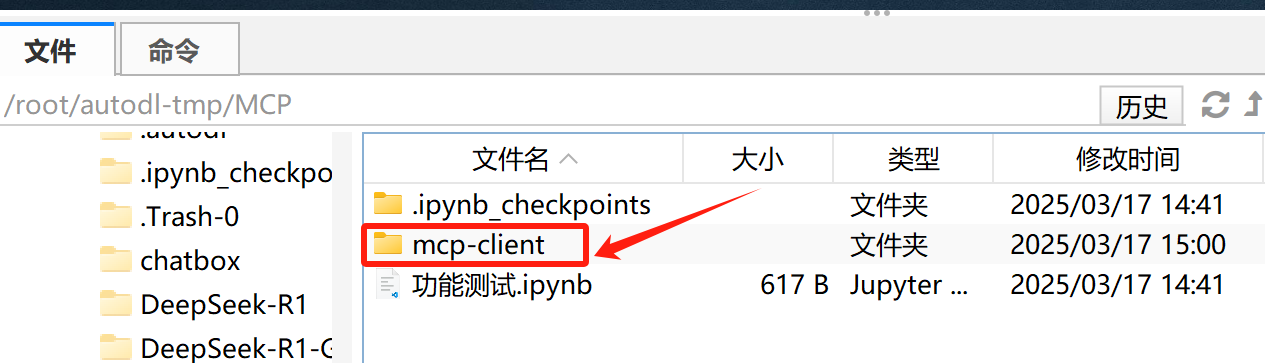 文件 命令
/root/autodl-tmp/MCP 历史
.autodl
.ipynb_checkpo
.Trash-0
chatbox
DeepSeek-R1
DeepSeek-R1-G
文件名 大小 类型 修改时间
.ipynb_checkpoints 文件夹 2025/03/17 14:41
mcp-client 文件夹 2025/03/17 15:00
功能测试.ipynb 617 B Jupyter ... 2025/03/17 14:41